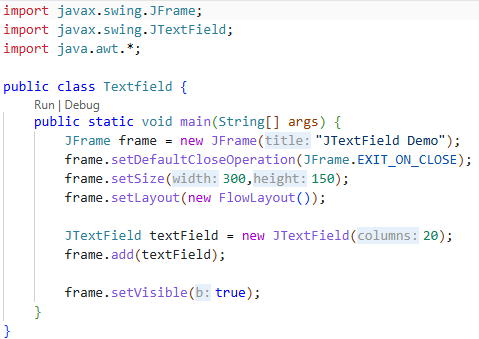 import javax.swing.JFrame;
import javax.swing.JTextField;
import java.awt.*;

public class Textfield {
    Run | Debug
    public static void main(String[] args) {
        JFrame frame = new JFrame(title:"JTextField Demo");
        frame.setDefaultCloseOperation(JFrame.EXIT_ON_CLOSE);
        frame.setSize(width:300,height:150);
        frame.setLayout(new FlowLayout());

        JTextField textField = new JTextField(columns:20);
        frame.add(textField);

        frame.setVisible(b:true);
    }
}